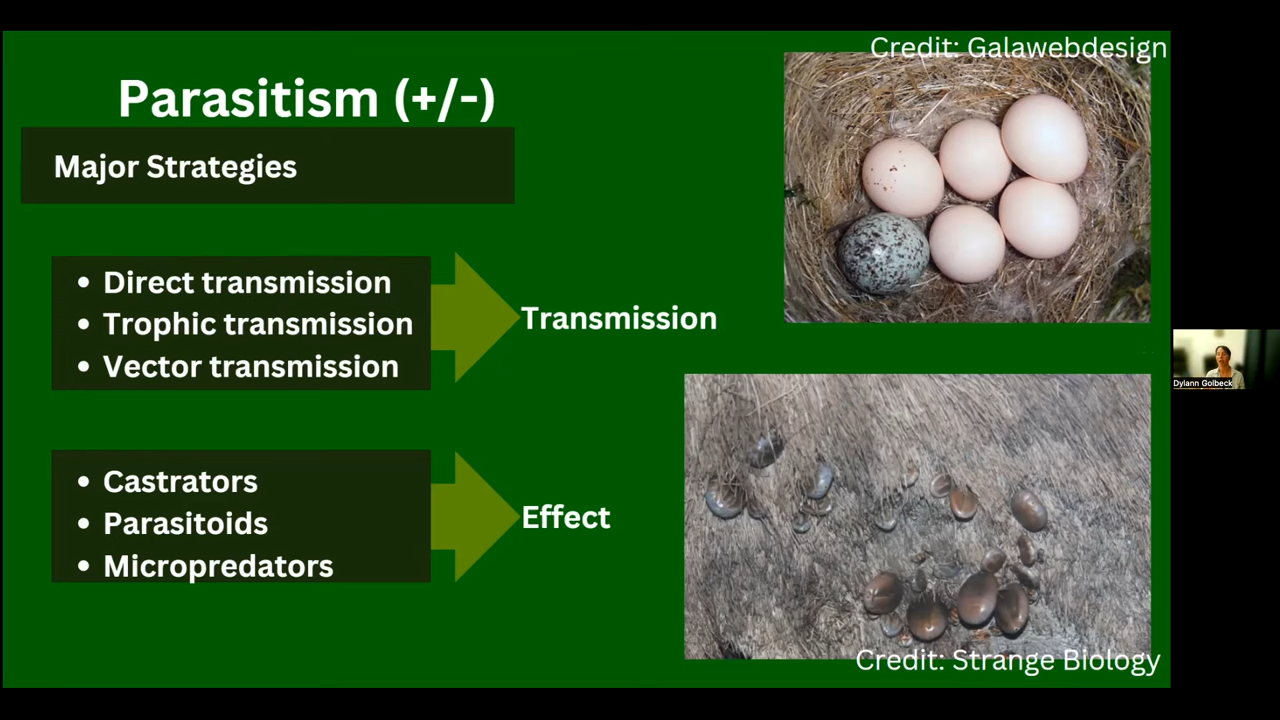 Credit: Galawebdesign
Parasitism (+/-)
Major Strategies
• Direct transmission
• Trophic transmission
• Vector transmission
Transmission
Dylann Golbeck
• Castrators
• Parasitoids
• Micropredators
Effect
Credit: Strange Biology